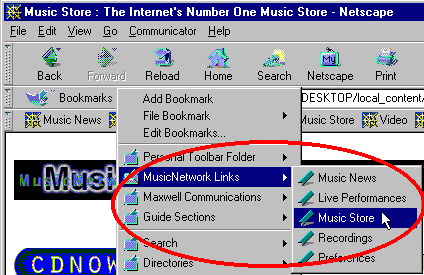 Music Store : The Internet's Number One Music Store - Netscape
File Edit View Go Communicator Help
Back Forward Reload Home Search Netscape Print
My
Bookmarks DESKTOP/local_content/
Music News Music Store Video
Add Bookmark
File Bookmark
Edit Bookmarks...
Personal Toolbar Folder
MusicNetwork Links
Maxwell Communications
Guide Sections
Search
Directories
Music News
Live Performances
Music Store
Recordings
Preferences
Musi
CDNOW